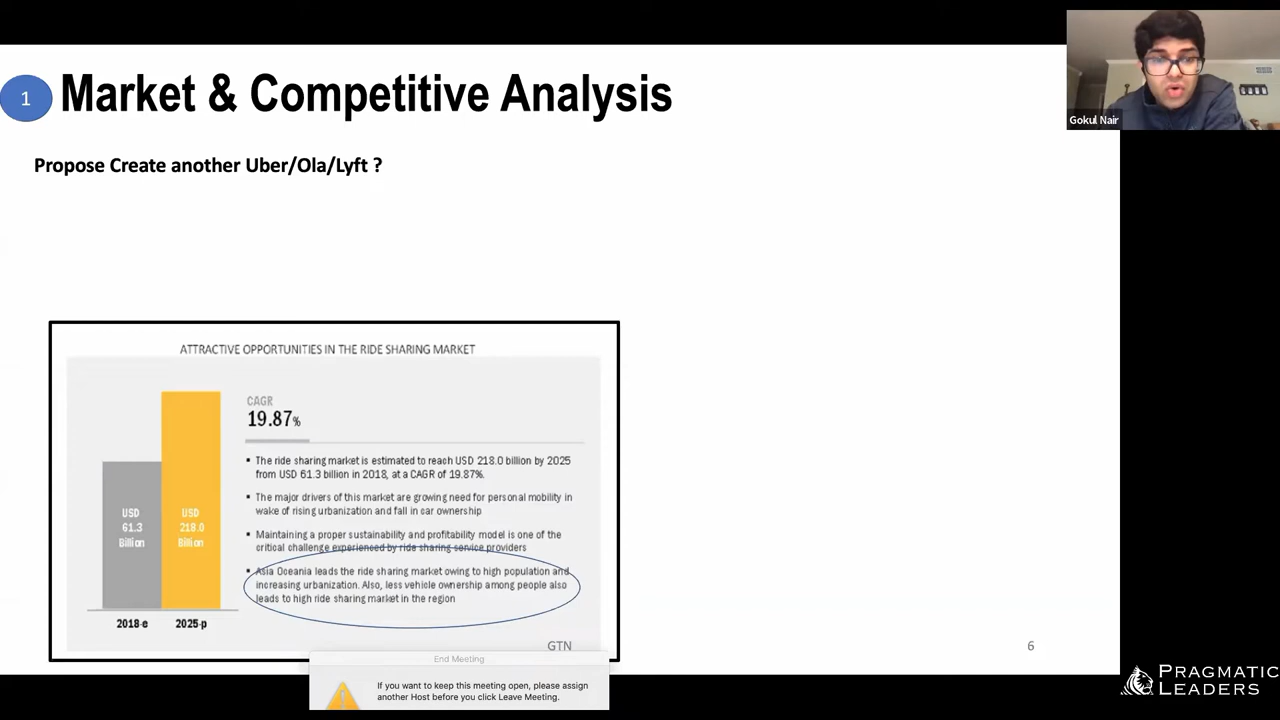 1
Market & Competitive Analysis
Gokul Nair
Propose Create another Uber/Ola/Lyft ?
ATTRACTIVE OPPORTUNITIES IN THE RIDE SHARING MARKET
CAGR
19.87%
▪ The ride sharing market is estimated to reach USD 218.0 billion by 2025
from USD 61.3 billion in 2018, at a CAGR of 19.87%.
▪ The major drivers of this market are growing need for personal mobility in
wake of rising urbanization and fall in car ownership
▪ Maintaining a proper sustainability and profitability model is one of the
critical challenge experienced by ride sharing service providers
▪ Asia Oceania leads the ride sharing market owing to high population and
increasing urbanization. Also, less vehicle ownership among people also
leads to high ride sharing market in the region
USD
61.3
Billion
USD
218.0
Billion
2018-e
2025-p
GTN
6
End Meeting
If you want to keep this meeting open, please assign
another Host before you click Leave Meeting.
PRAGMATIC
LEADERS